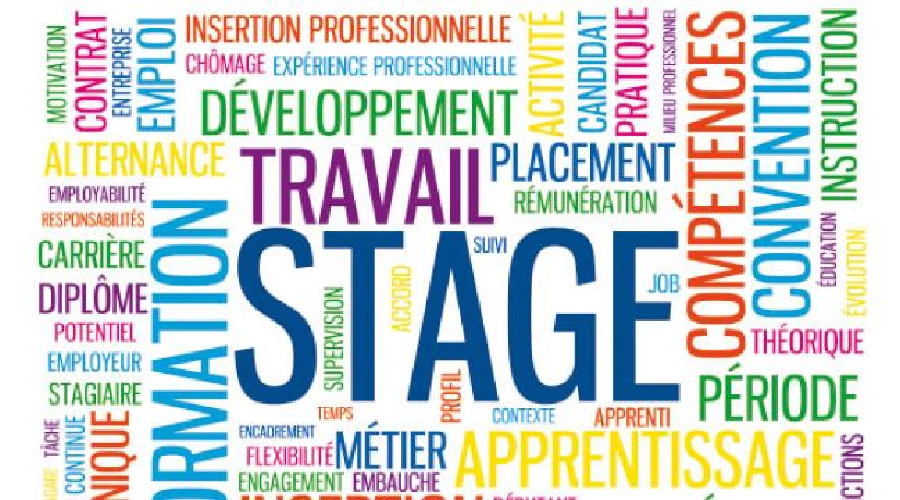 MOTIVATION
CONTRAT
ENTREPRISE
EMPLOI
INSERTION PROFESSIONNELLE
CHÔMAGE
EXPÉRIENCE PROFESSIONNELLE
DÉVELOPPEMENT
ACTIVITÉ
CANDIDAT
PRATIQUE
MILIEU PROFESSIONNEL
COMPÉTENCES
CONVENTION
INSTRUCTION
ALTERNANCE
TRAVAIL
PLACEMENT
EMPLOYABILITÉ
RÉMUNÉRATION
RESPONSABILITÉS
CARRIÈRE
FORMATION
STAGE
SUIVI
JOB
ÉDUCATION
ÉVOLUTION
DIPLÔME
SUPERVISION
ACCORD
POTENTIEL
THÉORIQUE
EMPLOYEUR
STAGIAIRE
PROFIL
PÉRIODE
TEMPS
CONTEXTE
APPRENTI
TÂCHE
CONTINUE
NIQUE
ENCADREMENT
FLEXIBILITÉ
MÉTIER
APPRENTISSAGE
ENGAGEMENT
EMBAUCHE
INSERTION
DÉBUTANT